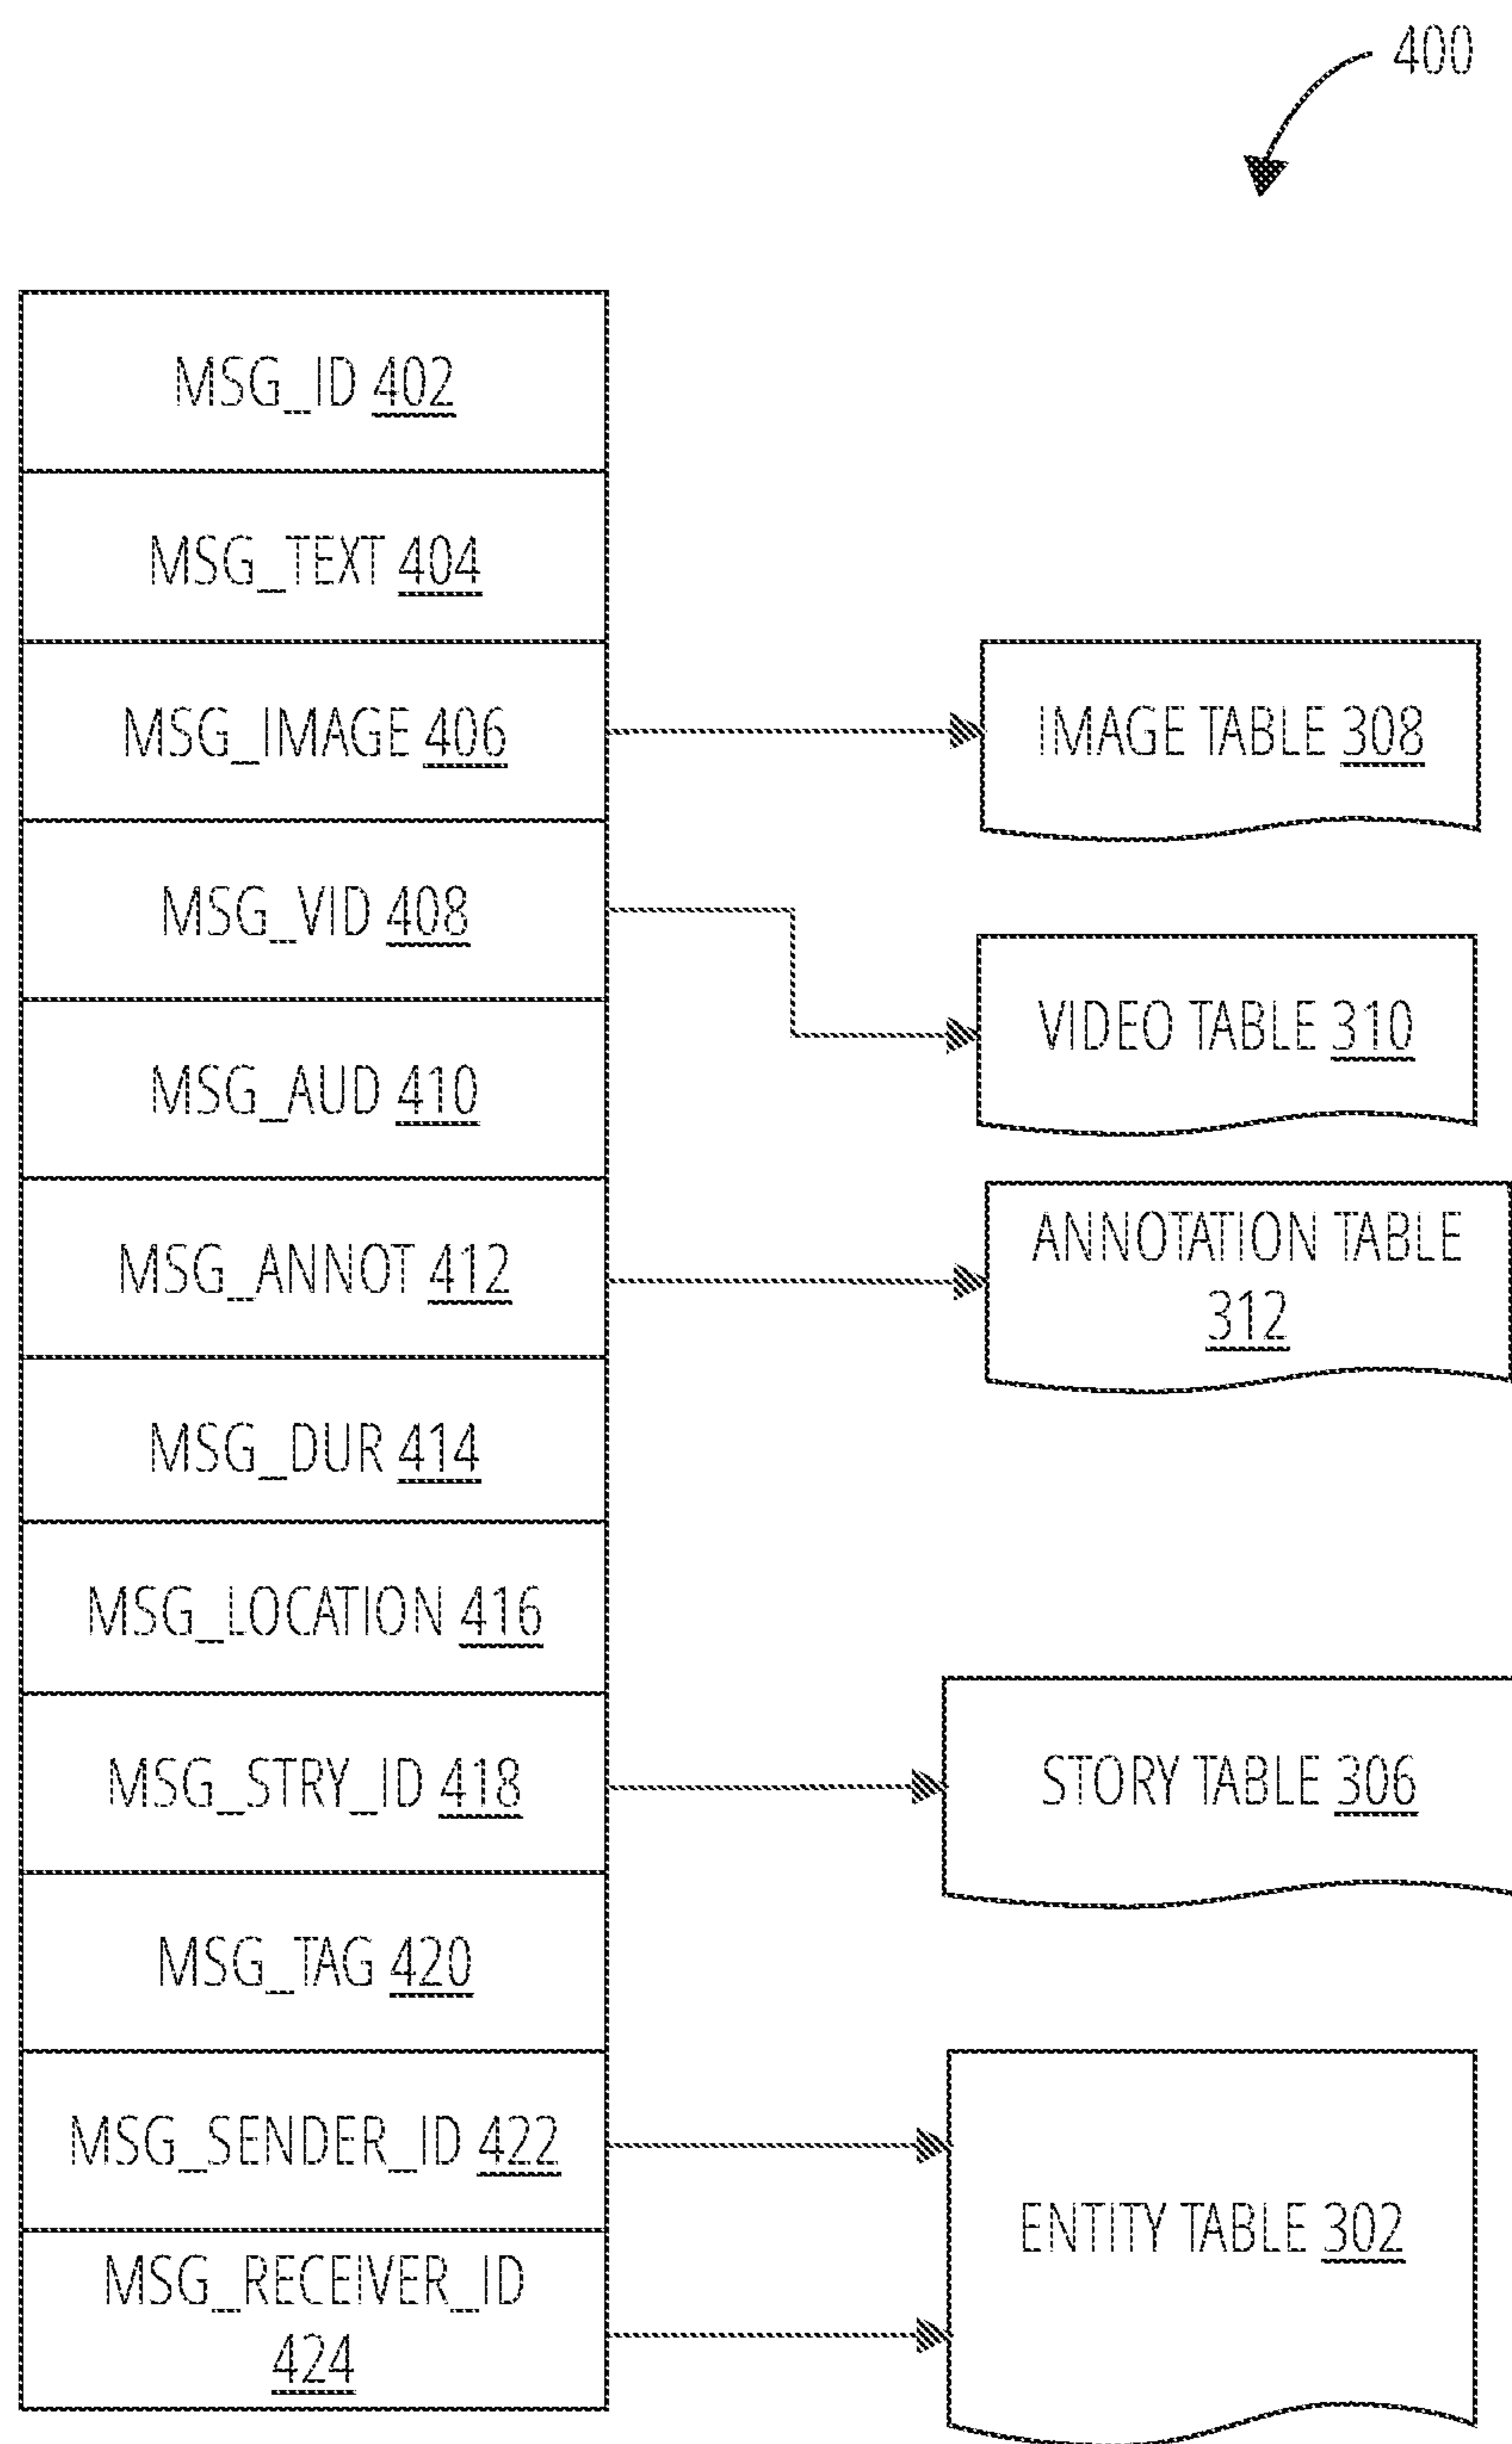 400
MSG_ID 402
MSG_TEXT 404
MSG_IMAGE 406
IMAGE TABLE 308
MSG_VID 408
VIDEO TABLE 310
MSG_AUD 410
MSG_ANNOT 412
ANNOTATION TABLE
312
MSG_DUR 414
MSG_LOCATION 416
MSG_STRY_ID 418
STORY TABLE 306
MSG_TAG 420
MSG_SENDER_ID 422
ENTITY TABLE 302
MSG_RECEIVER_ID
424